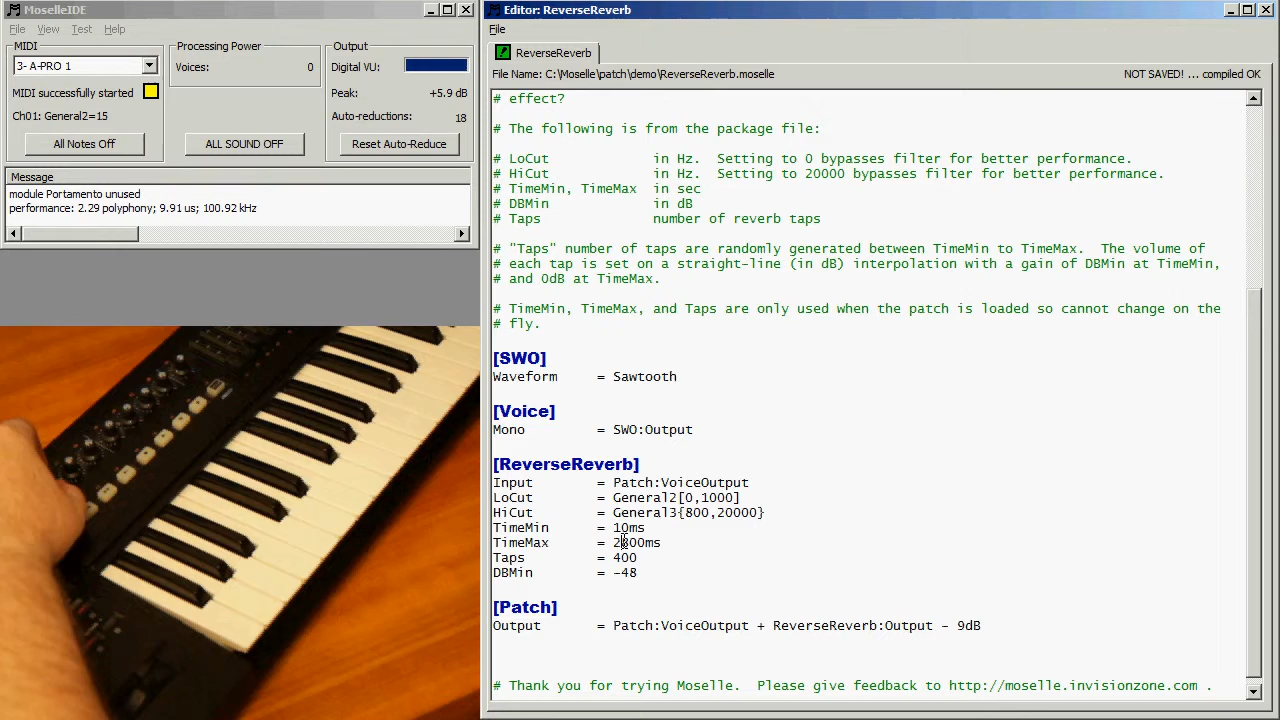 MoselleIDE
File View Test Help
MIDI
3- A-PRO 1
MIDI successfully started
Ch01: General2=15
All Notes Off
Processing Power
Voices: 0
ALL SOUND OFF
Output
Digital VU:
Peak: +5.9 dB
Auto-reductions: 18
Reset Auto-Reduce
Message
module Portamento unused
performance: 2.29 polyphony; 9.91 us; 100.92 kHz
Editor: ReverseReverb
File
ReverseReverb
File Name: C:\Moselle\patch\demo\ReverseReverb.moselle NOT SAVED! ... compiled OK
# effect?
# The following is from the package file:
# LoCut in Hz. Setting to 0 bypasses filter for better performance.
# HiCut in Hz. Setting to 20000 bypasses filter for better performance.
# TimeMin, TimeMax in sec
# DBMin in dB
# Taps number of reverb taps
# "Taps" number of taps are randomly generated between TimeMin to TimeMax. The volume of
# each tap is set on a straight-line (in dB) interpolation with a gain of DBMin at TimeMin,
# and 0dB at TimeMax.
# TimeMin, TimeMax, and Taps are only used when the patch is loaded so cannot change on the
# fly.
[SWO]
Waveform = Sawtooth
[Voice]
Mono = SWO:Output
[ReverseReverb]
Input = Patch:VoiceOutput
LoCut = General2[0,1000]
HiCut = General3{800,20000}
TimeMin = 10ms
TimeMax =
Taps = 400
DBMin = -48
[Patch]
Output = Patch:VoiceOutput + ReverseReverb:Output - 9dB
# Thank you for trying Moselle. Please give feedback to http://moselle.invisionzone.com .